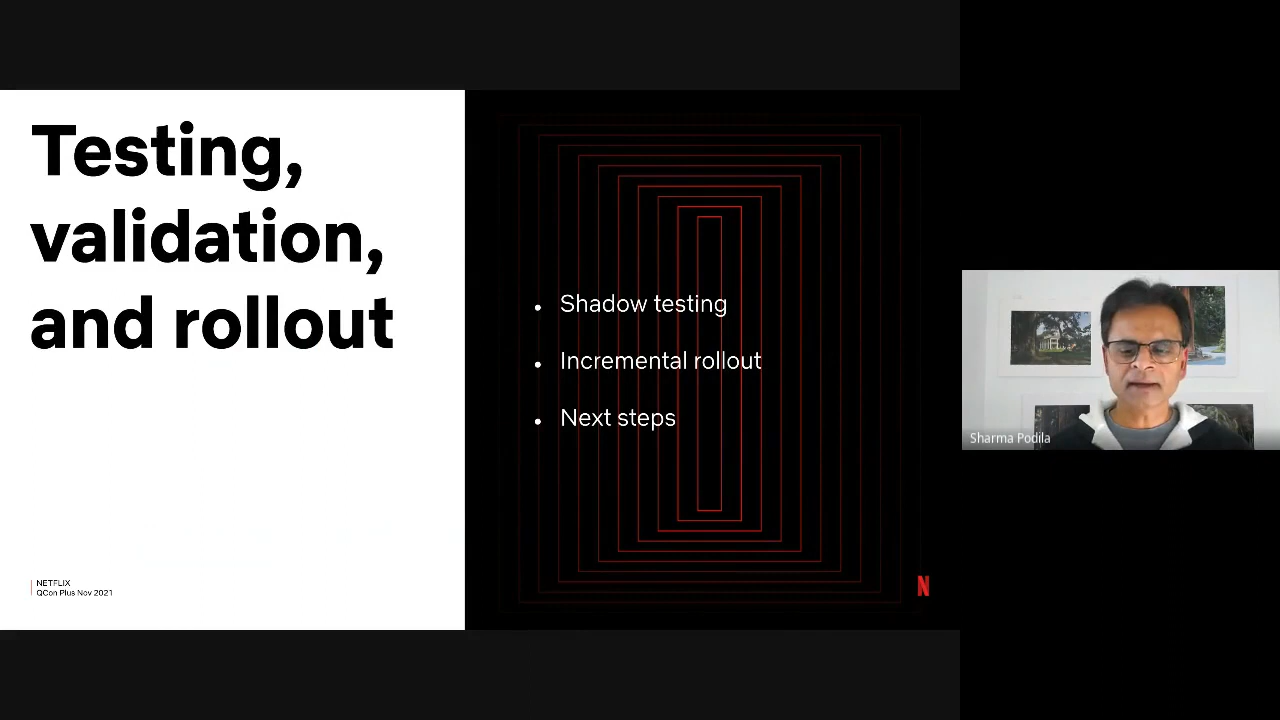 Testing,
validation,
and rollout
Shadow testing
Incremental rollout
Next steps
NETFLIX
QCon Plus Nov 2021
N
Sharma Podila